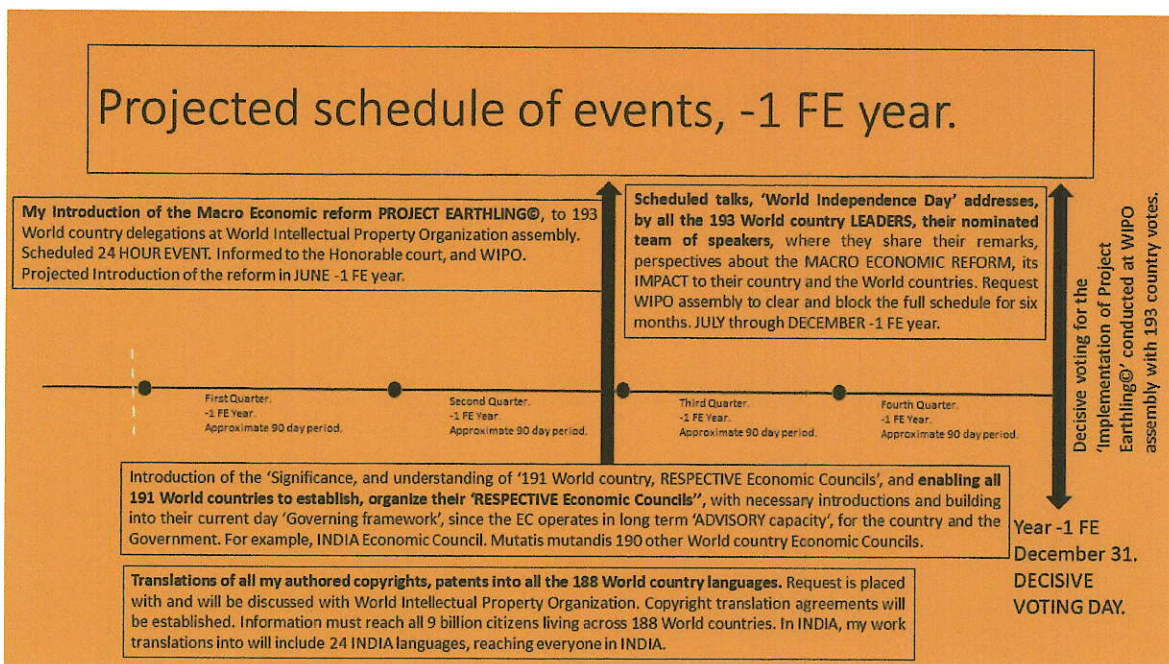 Projected schedule of events, -1 FE year.
My Introduction of the Macro Economic reform PROJECT EARTHLING©, to 193
World country delegations at World Intellectual Property Organization assembly.
Scheduled 24 HOUR EVENT. Informed to the Honorable court, and WIPO.
Projected Introduction of the reform in JUNE -1 FE year.
Scheduled talks, ‘World Independence Day’ addresses,
by all the 193 World country LEADERS, their nominated
team of speakers, where they share their remarks,
perspectives about the MACRO ECONOMIC REFORM, its
IMPACT to their country and the World countries. Request
WIPO assembly to clear and block the full schedule for six
months. JULY through DECEMBER -1 FE year.
Decisive voting for the
‘Implementation of Project
Earthling©’ conducted at WIPO
assembly with 193 country votes.
First Quarter.
-1 FE Year.
Approximate 90 day period.
Second Quarter.
-1 FE Year.
Approximate 90 day period.
Third Quarter.
-1 FE Year.
Approximate 90 day period.
Fourth Quarter.
-1 FE Year.
Approximate 90 day period.
Introduction of the ‘Significance, and understanding of ‘191 World country, RESPECTIVE Economic Councils’, and enabling all
191 World countries to establish, organize their ‘RESPECTIVE Economic Councils”, with necessary introductions and building
into their current day ‘Governing framework’, since the EC operates in long term ‘ADVISORY capacity’, for the country and the
Government. For example, INDIA Economic Council. Mutatis mutandis 190 other World country Economic Councils.
Year -1 FE
December 31.
DECISIVE
VOTING DAY.
Translations of all my authored copyrights, patents into all the 188 World country languages. Request is placed
with and will be discussed with World Intellectual Property Organization. Copyright translation agreements will
be established. Information must reach all 9 billion citizens living across 188 World countries. In INDIA, my work
translations into will include 24 INDIA languages, reaching everyone in INDIA.